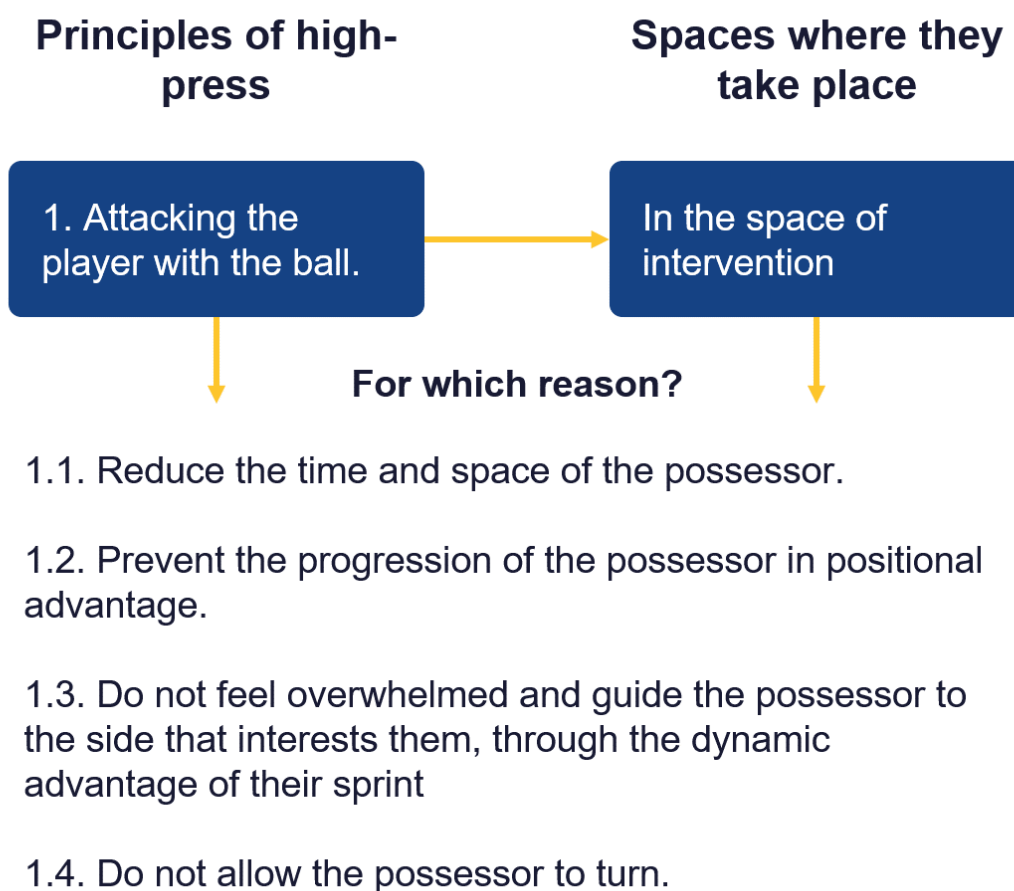 Principles of high-
press
Spaces where they
take place
1. Attacking the
player with the ball.
In the space of
intervention
For which reason?
1.1. Reduce the time and space of the possessor.
1.2. Prevent the progression of the possessor in positional
advantage.
1.3. Do not feel overwhelmed and guide the possessor to
the side that interests them, through the dynamic
advantage of their sprint
1.4. Do not allow the possessor to turn.